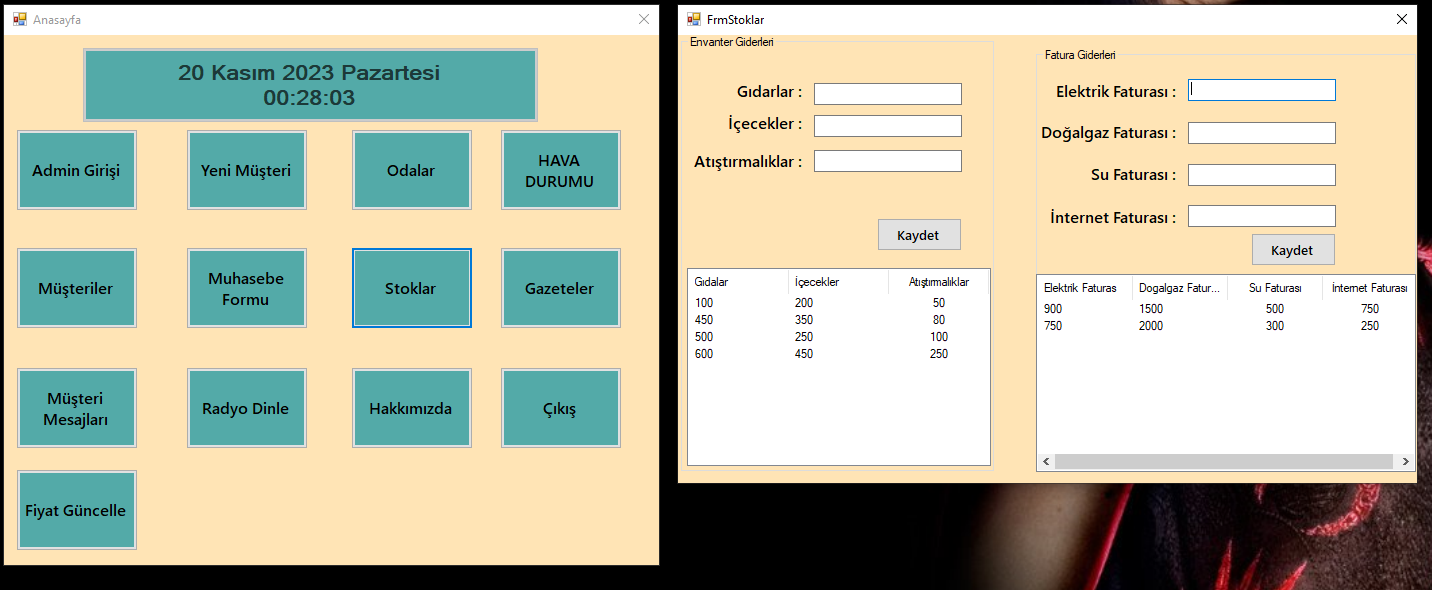 Anasayfa
20 Kasım 2023 Pazartesi
00:28:03
Admin Girişi
Yeni Müşteri
Odalar
HAVA
DURUMU
Müşteriler
Muhasebe
Formu
Stoklar
Gazeteler
Müşteri
Mesajları
Radyo Dinle
Hakkımızda
Çıkış
Fiyat Güncelle
FrmStoklar
Envanter Giderleri
Gıdarlar :
İçecekler :
Atıştırmalıklar :
Kaydet
Gıdalar İçecekler Atıştırmalıklar
100 200 50
450 350 80
500 250 100
600 450 250
Fatura Giderleri
Elektrik Faturası :
Doğalgaz Faturası :
Su Faturası :
İnternet Faturası :
Kaydet
Elektrik Faturas Dogalgaz Fatur... Su Faturası İnternet Faturası
900 1500 500 750
750 2000 300 250